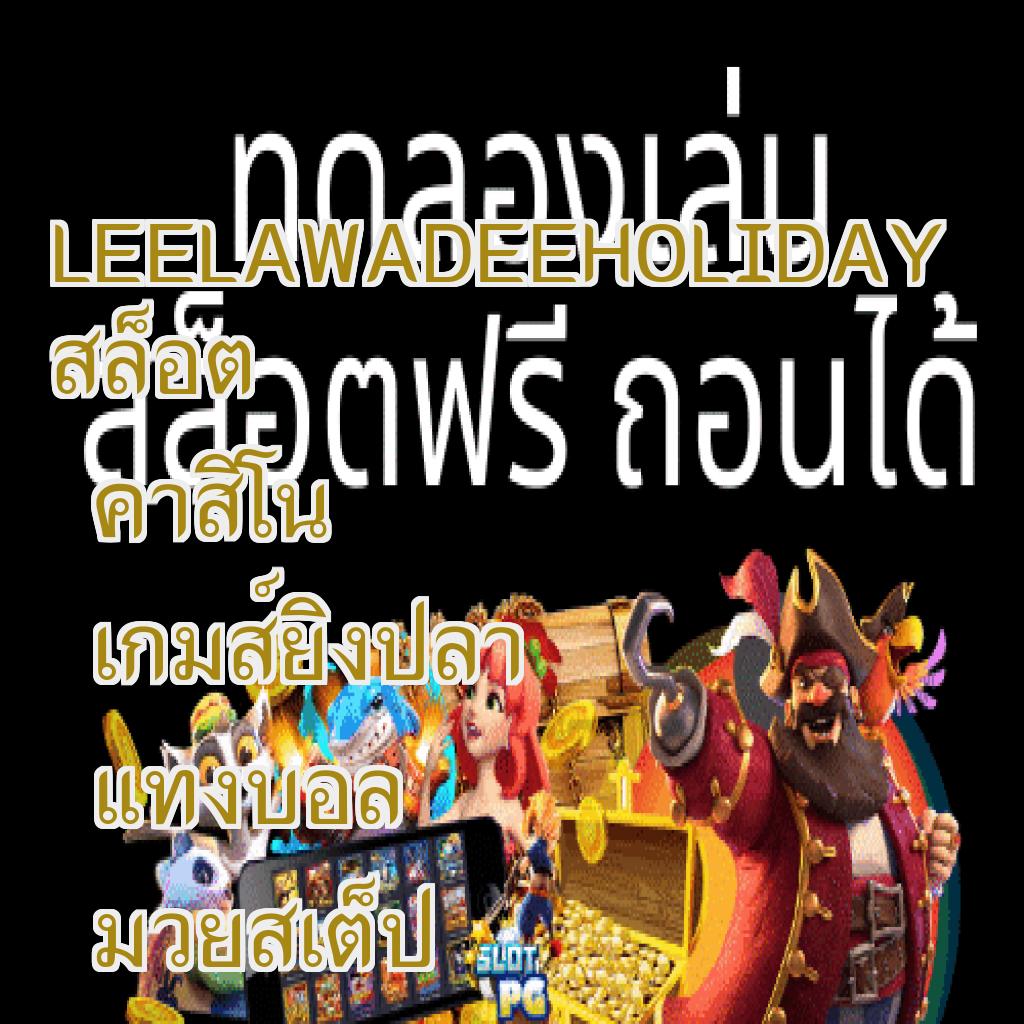 ทดลองเล่น
LEELAWADEEHOLIDAY
สล็อต
สล็อตฟรี ถอนได้
คาสิโน
เกมส์ยิงปลา
แทงบอล
มวยสเต็ป
SLOT
PG